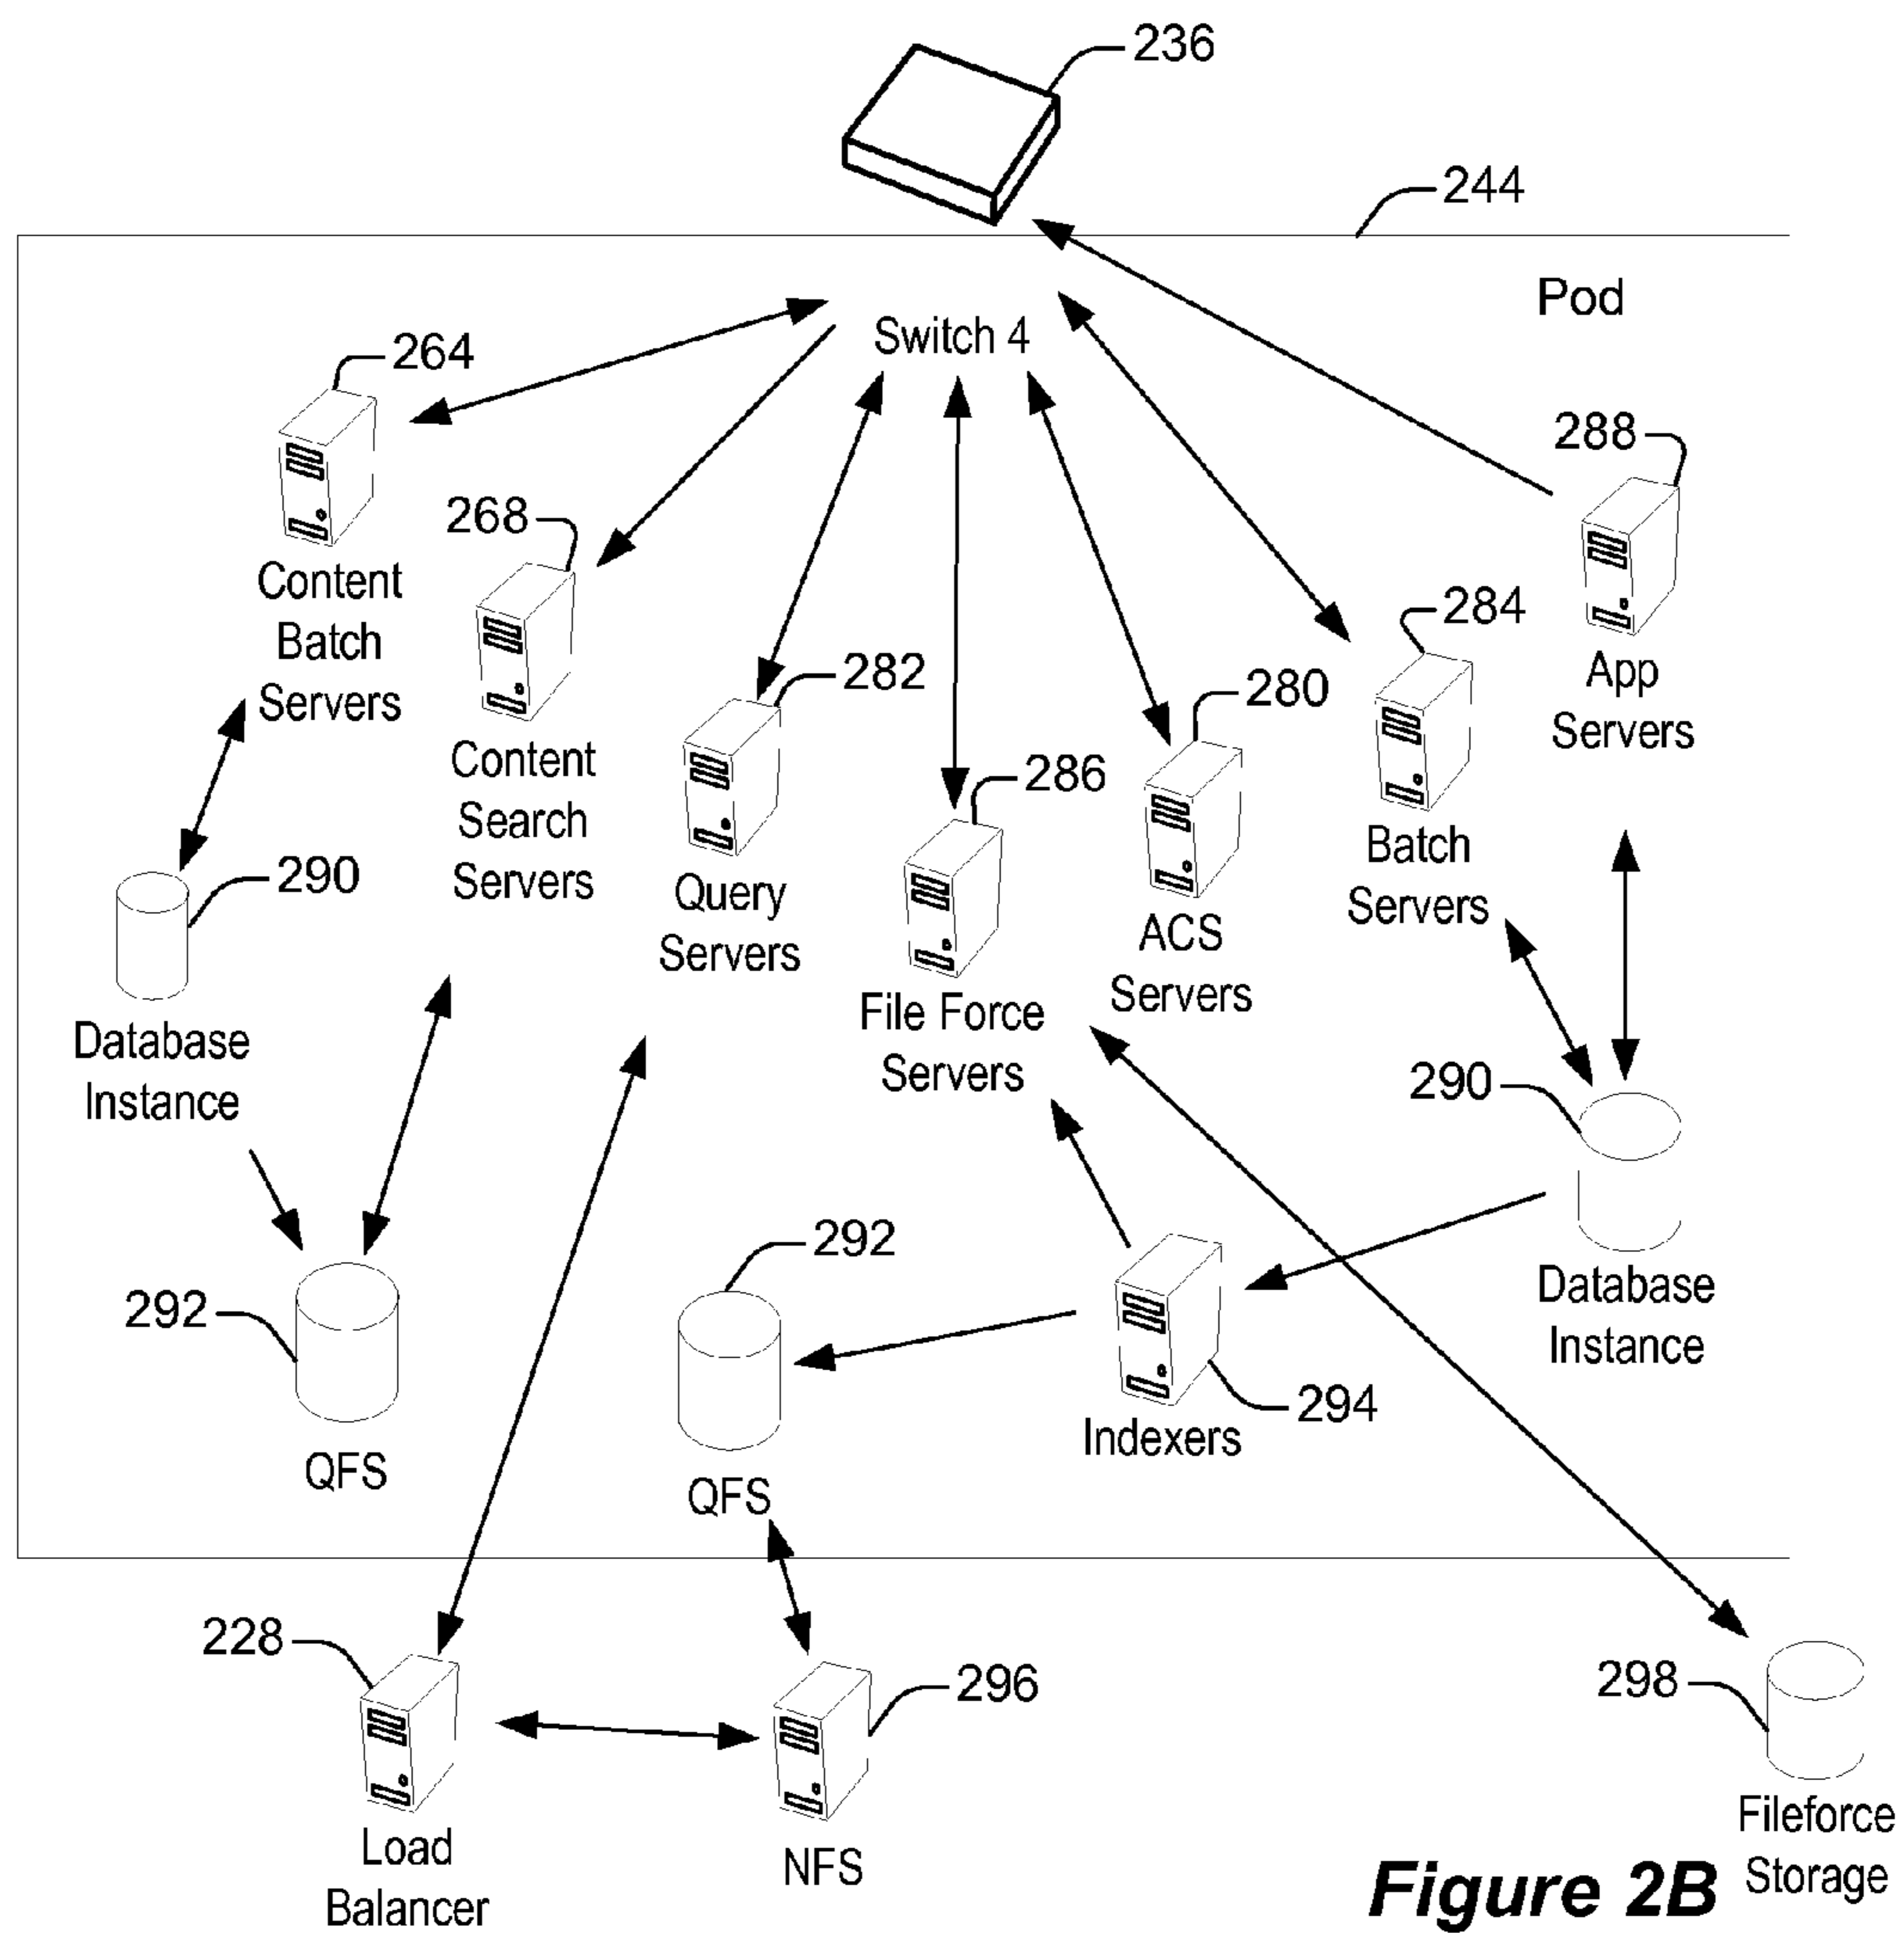 236
244
Pod
Switch 4
264
288
268
Content
Batch
Servers
284
App
Servers
282
280
Content
Search
Servers
286
Batch
Servers
290
Query
Servers
ACS
Servers
File Force
Servers
Database
Instance
290
292
292
Database
Instance
294
Indexers
QFS
QFS
228
296
298
Load
Balancer
NFS
Fileforce
Storage
Figure 2B